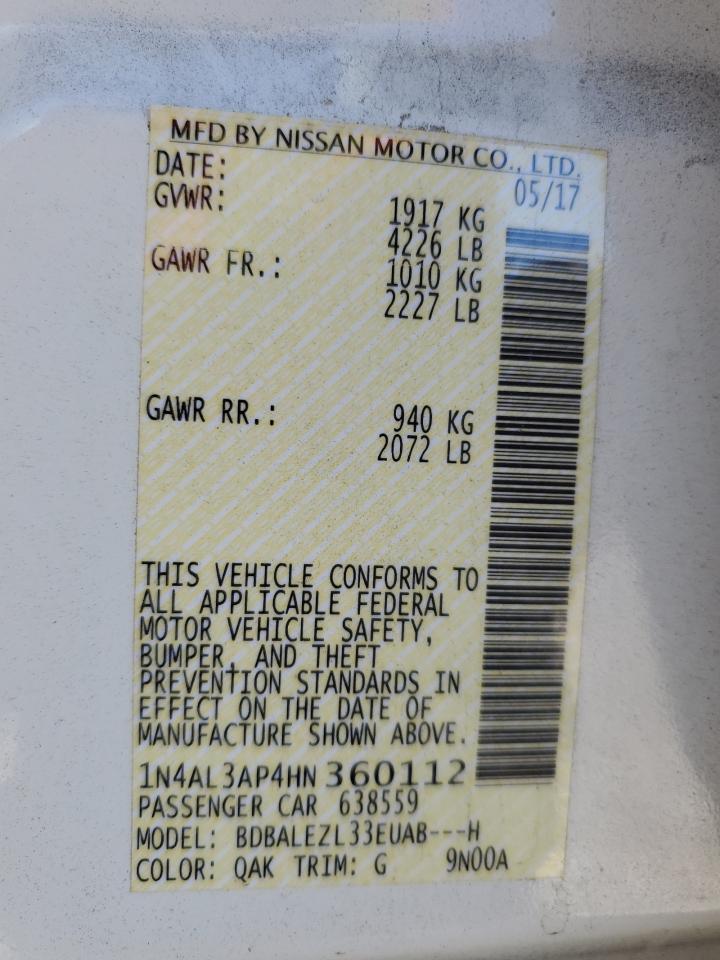 MFD BY NISSAN MOTOR CO., LTD.
DATE: 05/17
GVWR: 1917 KG
4226 LB
GAWR FR.: 1010 KG
2227 LB
GAWR RR.: 940 KG
2072 LB
THIS VEHICLE CONFORMS TO
ALL APPLICABLE FEDERAL
MOTOR VEHICLE SAFETY,
BUMPER, AND THEFT
PREVENTION STANDARDS IN
EFFECT ON THE DATE OF
MANUFACTURE SHOWN ABOVE.
1N4AL3AP4HN 360112
PASSENGER CAR 638559
MODEL: BDBALEZL33EUAB---H
COLOR: QAK TRIM: G 9N00A